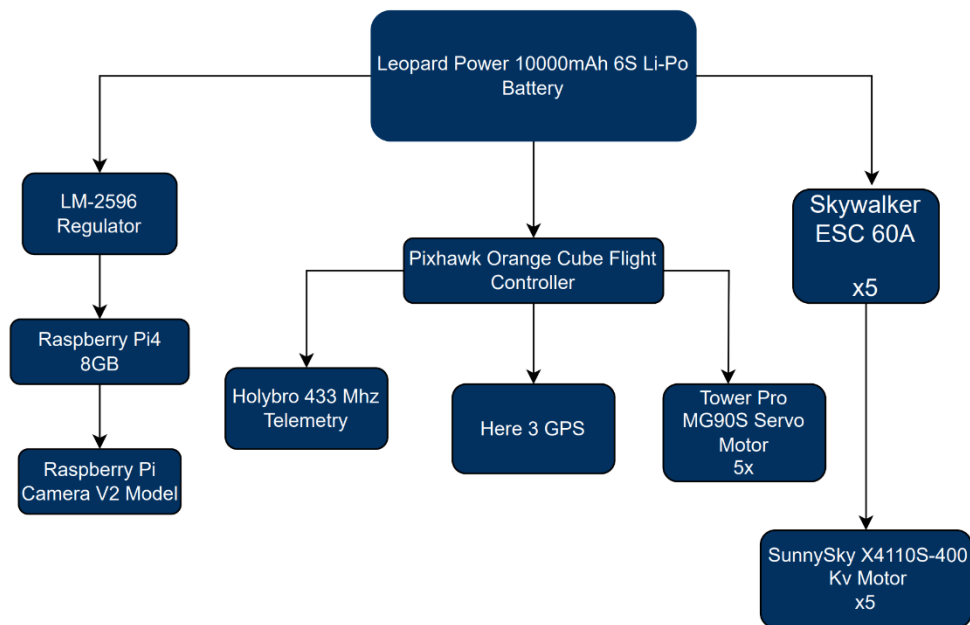 Leopard Power 10000mAh 6S Li-Po
Battery
LM-2596
Regulator
Skywalker
ESC 60A
x5
Pixhawk Orange Cube Flight
Controller
Raspberry Pi4
8GB
Holybro 433 Mhz
Telemetry
Here 3 GPS
Tower Pro
MG90S Servo
Motor
5x
Raspberry Pi
Camera V2 Model
SunnySky X4110S-400
Kv Motor
x5